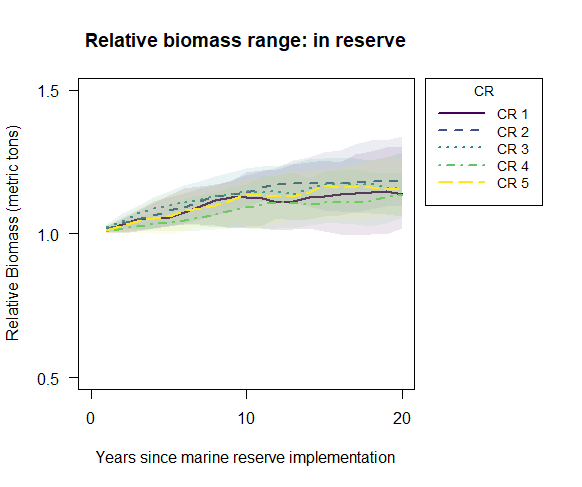 Relative biomass range: in reserve
Relative Biomass (metric tons)
1.5
1.0
0.5
0
10
20
Years since marine reserve implementation
CR
CR 1
CR 2
CR 3
CR 4
CR 5